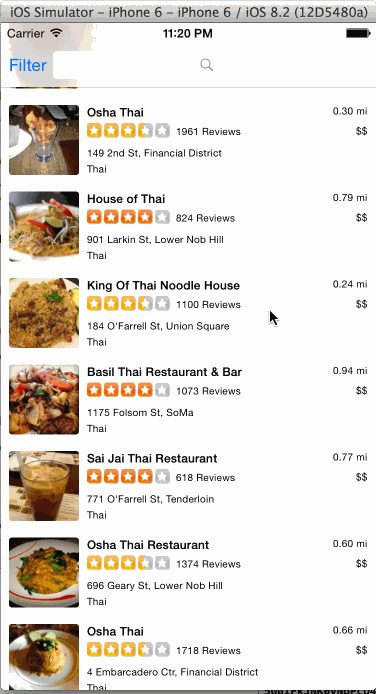 iOS Simulator – iPhone 6 – iPhone 6 / iOS 8.2 (12D5480a)
Carrier 11:20 PM
Filter
Osha Thai 0.30 mi
1961 Reviews $$
149 2nd St, Financial District
Thai
House of Thai 0.79 mi
824 Reviews $$
901 Larkin St, Lower Nob Hill
Thai
King Of Thai Noodle House 0.24 mi
1100 Reviews $$
184 O'Farrell St, Union Square
Thai
Basil Thai Restaurant & Bar 0.94 mi
1073 Reviews $$
1175 Folsom St, SoMa
Thai
Sai Jai Thai Restaurant 0.77 mi
618 Reviews $$
771 O'Farrell St, Tenderloin
Thai
Osha Thai Restaurant 0.60 mi
1374 Reviews $$
696 Geary St, Lower Nob Hill
Thai
Osha Thai 0.66 mi
1718 Reviews $$
4 Embarcadero Ctr, Financial District
Thai